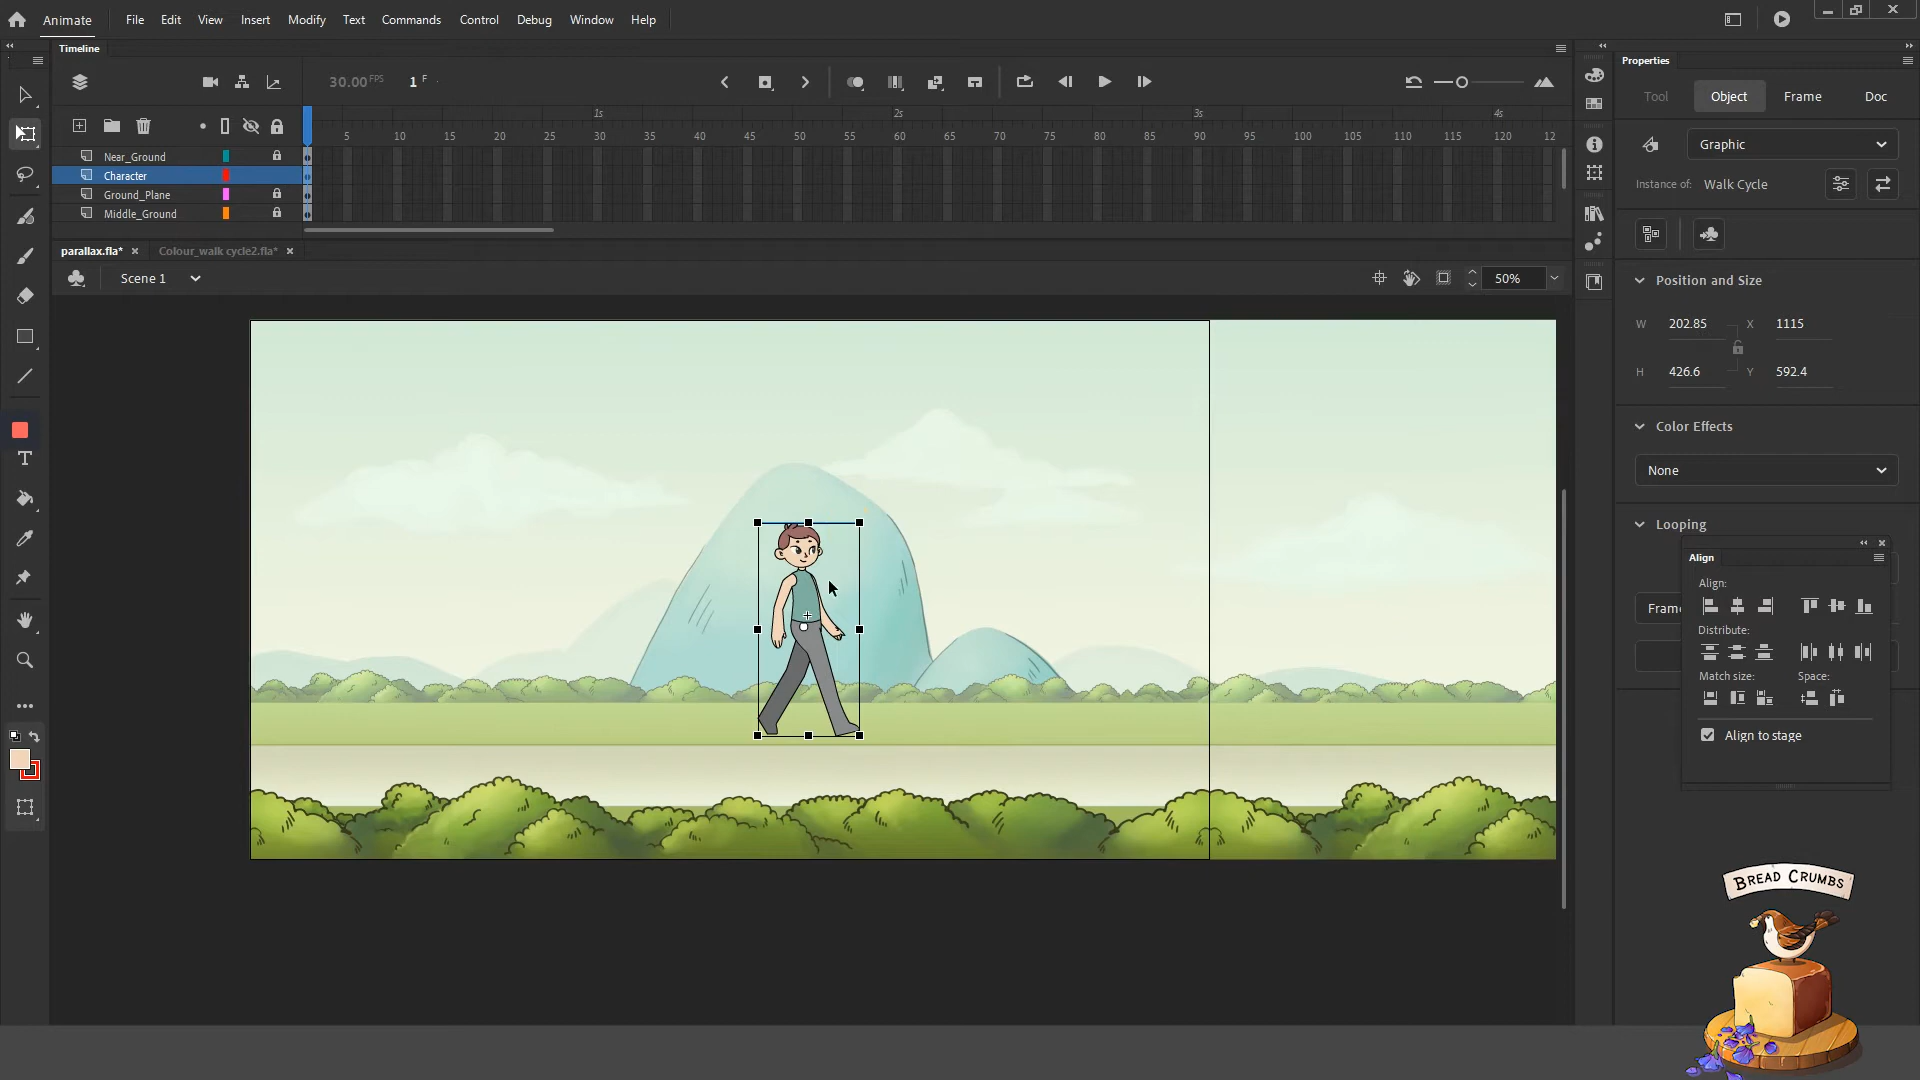 Animate File Edit View Insert Modify Text Commands Control Debug Window Help
Timeline
30.00 FPS 1 F
1s 2s 3s 4s
5 10 15 20 25 30 35 40 45 50 55 60 65 70 75 80 85 90 95 100 105 110 115 120 12
Near_Ground
Character
Ground_Plane
Middle_Ground
parallax.fla* Colour_walk cycle2.fla*
Scene 1
50%
Properties
Tool Object Frame Doc
Graphic
Instance of: Walk Cycle
Position and Size
W 202.85 X 1115
H 426.6 Y 592.4
Color Effects
None
Looping
Fram
Align
Align:
Distribute:
Match size: Space:
Align to stage
BREAD CRUMBS